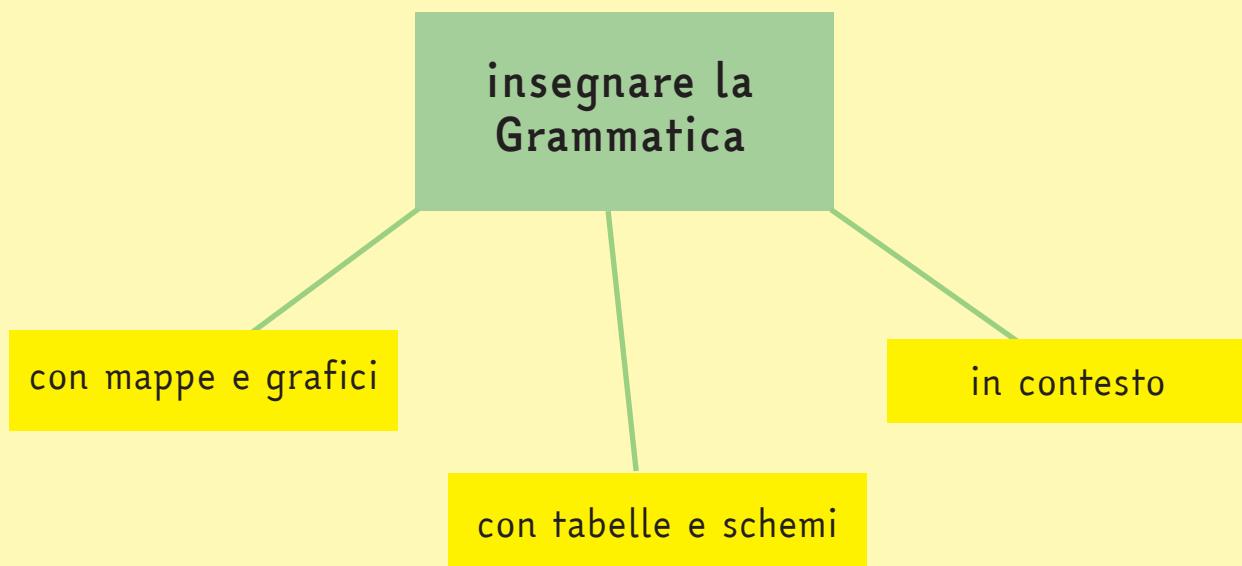 insegnare la
Grammatica
con mappe e grafici
in contesto
con tabelle e schemi